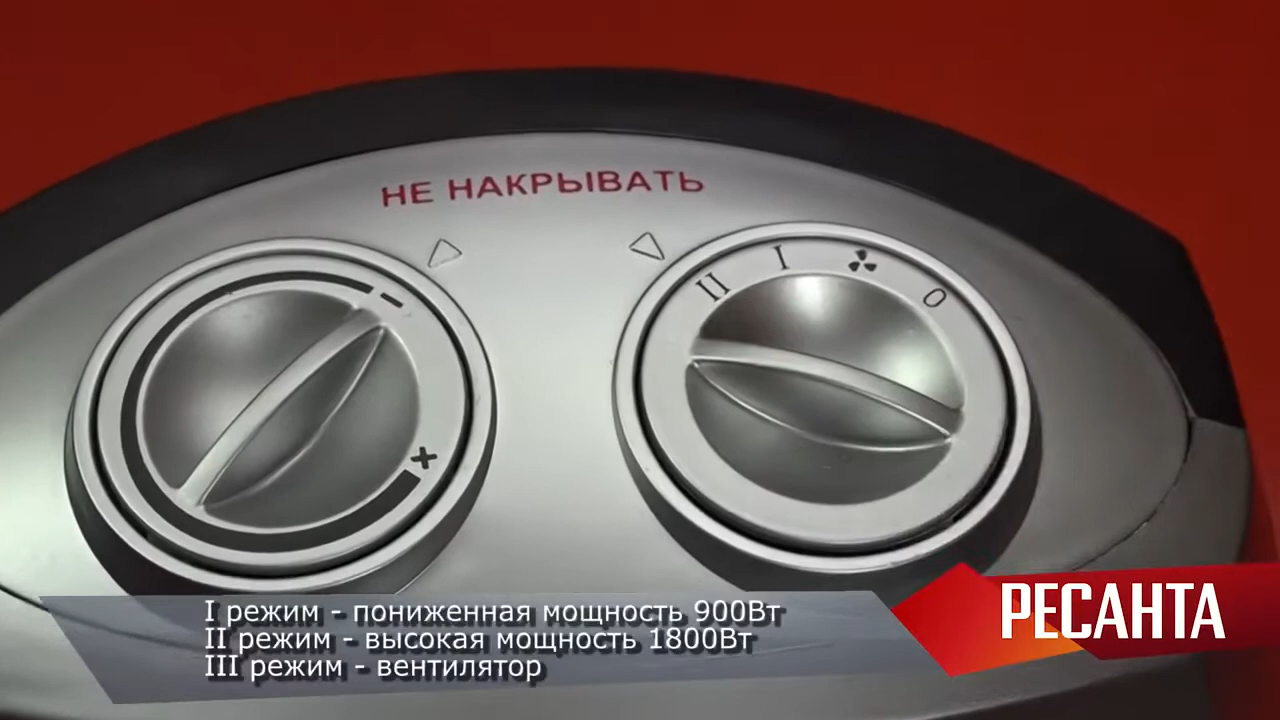 НЕ НАКРЫВАТЬ
II I 0
- +
I режим - пониженная мощность 900Вт
II режим - высокая мощность 1800Вт
III режим - вентилятор
РЕСАНТА